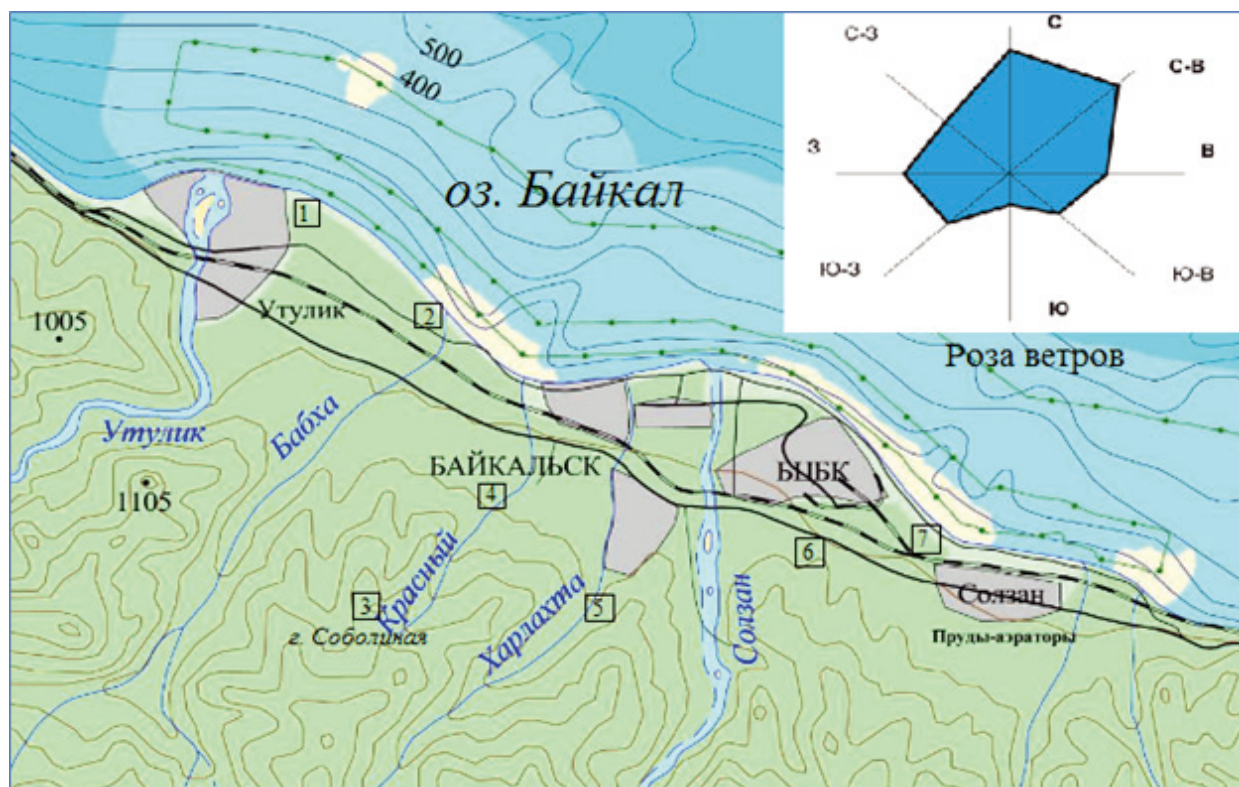 500
400
оз. Байкал
С
С-З
С-В
З
В
Ю-З
Ю-В
Ю
Роза ветров
1
Утулик
2
1005
Утулик
Бабха
1105
БАЙКАЛЬСК
4
БЦБК
7
6
3
г. Соболиная
Красный
Харлахта
5
Солзан
Солзан
Пруды-аэраторы